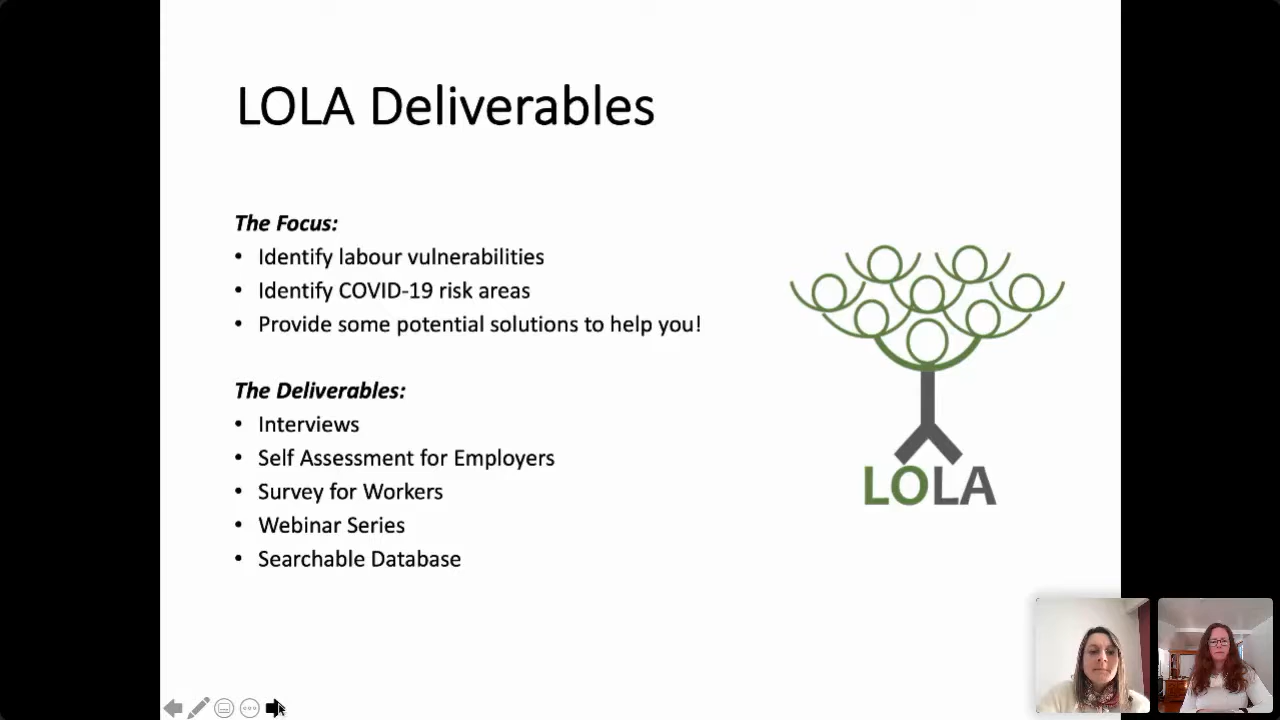 LOLA Deliverables
The Focus:
• Identify labour vulnerabilities
• Identify COVID-19 risk areas
• Provide some potential solutions to help you!
The Deliverables:
• Interviews
• Self Assessment for Employers
• Survey for Workers
• Webinar Series
• Searchable Database
LOLA